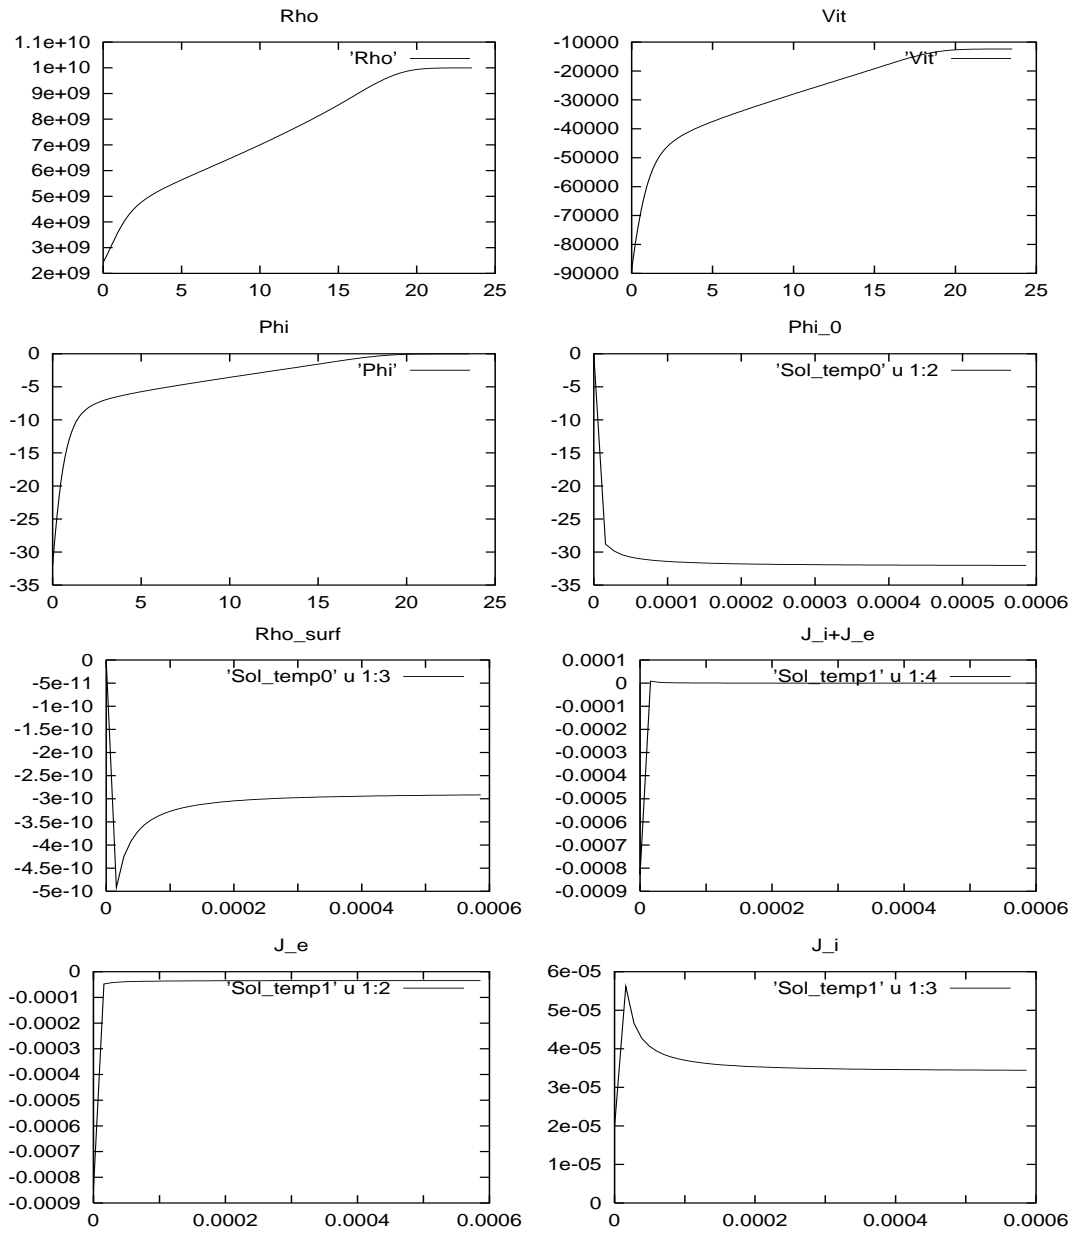 Rho
'Rho'
1.1e+10
1e+10
9e+09
8e+09
7e+09
6e+09
5e+09
4e+09
3e+09
2e+09
0 5 10 15 20 25
Vit
'Vit'
-10000
-20000
-30000
-40000
-50000
-60000
-70000
-80000
-90000
0 5 10 15 20 25
Phi
'Phi'
0
-5
-10
-15
-20
-25
-30
-35
0 5 10 15 20 25
Phi_0
'Sol_temp0' u 1:2
0
-5
-10
-15
-20
-25
-30
-35
0 0.0001 0.0002 0.0003 0.0004 0.0005 0.0006
Rho_surf
'Sol_temp0' u 1:3
0
-5e-11
-1e-10
-1.5e-10
-2e-10
-2.5e-10
-3e-10
-3.5e-10
-4e-10
-4.5e-10
-5e-10
0 0.0002 0.0004 0.0006
J_i+J_e
'Sol_temp1' u 1:4
0.0001
0
-0.0001
-0.0002
-0.0003
-0.0004
-0.0005
-0.0006
-0.0007
-0.0008
-0.0009
0 0.0002 0.0004 0.0006
J_e
'Sol_temp1' u 1:2
0
-0.0001
-0.0002
-0.0003
-0.0004
-0.0005
-0.0006
-0.0007
-0.0008
-0.0009
0 0.0002 0.0004 0.0006
J_i
'Sol_temp1' u 1:3
6e-05
5e-05
4e-05
3e-05
2e-05
1e-05
0
0 0.0002 0.0004 0.0006